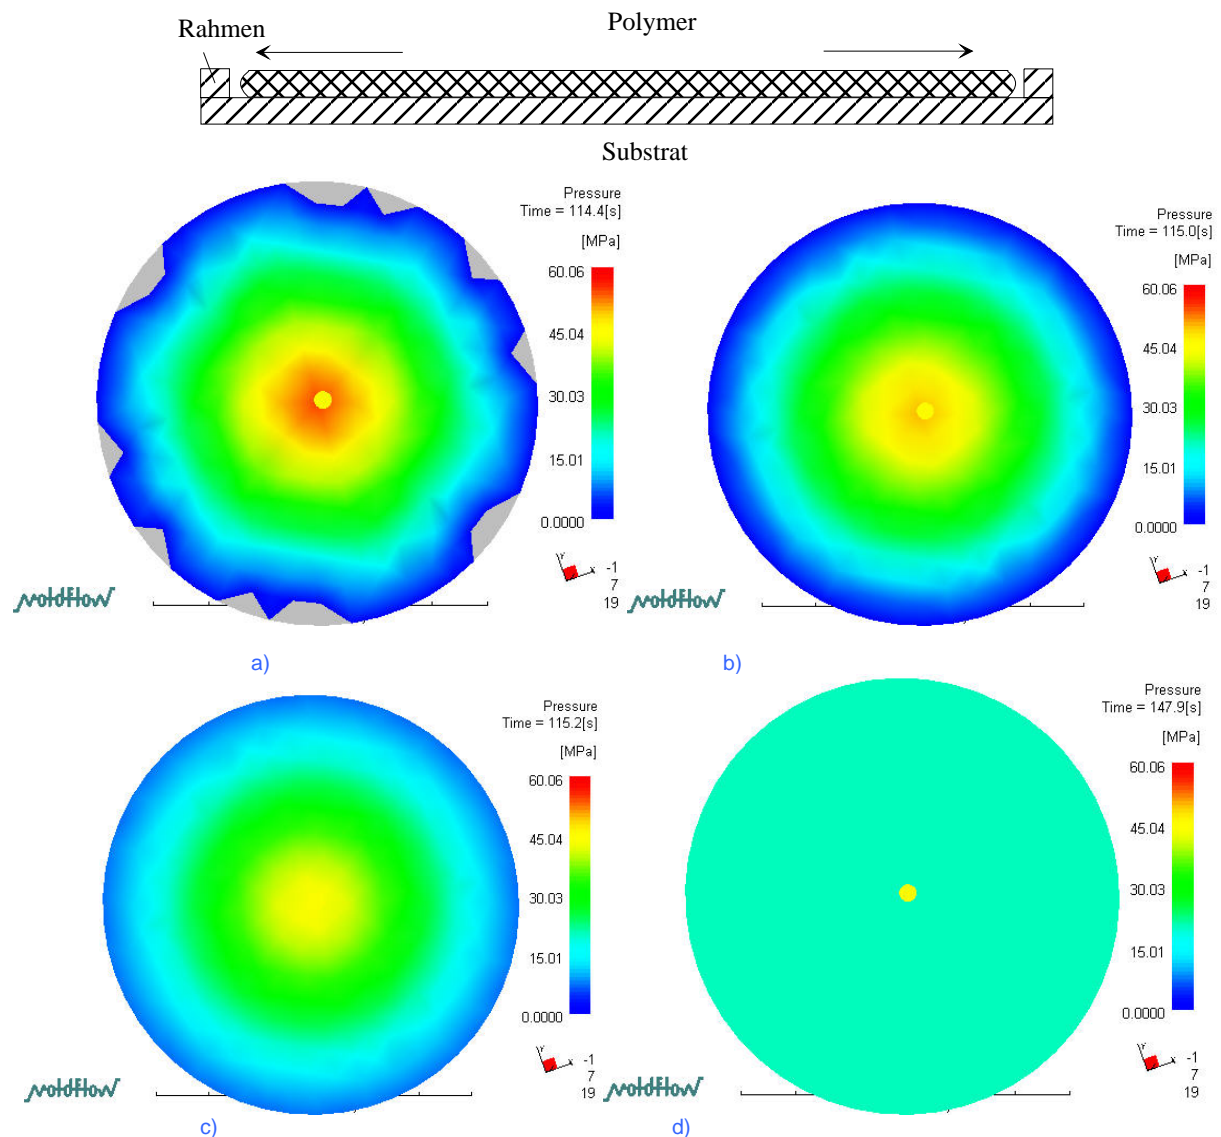 Rahmen
Polymer
Substrat
Pressure
Time = 114.4[s]
[MPa]
60.06
45.04
30.03
15.01
0.0000
Y
X
-1
7
19
moldflow
a)
Pressure
Time = 115.0[s]
[MPa]
60.06
45.04
30.03
15.01
0.0000
Y
X
-1
7
19
moldflow
b)
Pressure
Time = 115.2[s]
[MPa]
60.06
45.04
30.03
15.01
0.0000
Y
X
-1
7
19
moldflow
c)
Pressure
Time = 147.9[s]
[MPa]
60.06
45.04
30.03
15.01
0.0000
Y
X
-1
7
19
moldflow
d)